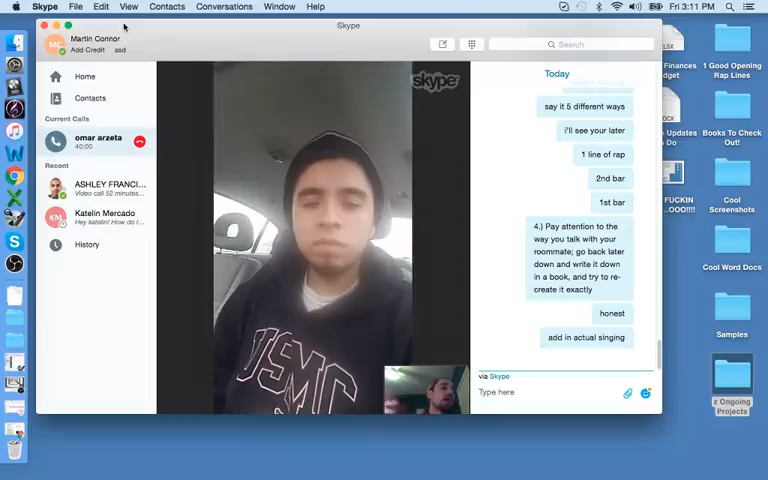 Skype File Edit View Contacts Conversations Window Help
Fri 3:11 PM
Skype
MC
Martin Connor
Add Credit asd
Search
Home
Contacts
Current Calls
omar arzeta
40:00
Recent
ASHLEY FRANCI...
Video call 52 minutes...
KM
Katelin Mercado
Hey katelin! How do I...
History
skype
USMC
Today
say it 5 different ways
i'll see your later
1 line of rap
2nd bar
1st bar
4.) Pay attention to the
way you talk with your
roommate; go back later
down and write it down
in a book, and try to re-
create it exactly
honest
add in actual singing
via Skype
Type here
Finances
dget
1 Good Opening
Rap Lines
OCX
e Updates
Do
Books To Check
Out!
FUCKIN
...OOO!!!!
Cool
Screenshots
Cool Word Docs
Samples
z Ongoing
Projects